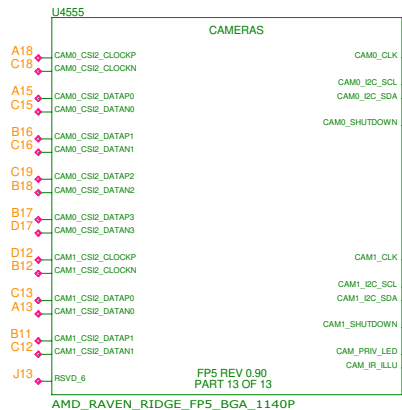 U4555
CAMERAS
A18 CAM0_CSI2_CLOCKP CAM0_CLK
C18 CAM0_CSI2_CLOCKN
CAM0_I2C_SCL
A15 CAM0_CSI2_DATAP0 CAM0_I2C_SDA
C15 CAM0_CSI2_DATAN0
CAM0_SHUTDOWN
B16 CAM0_CSI2_DATAP1
C16 CAM0_CSI2_DATAN1
C19 CAM0_CSI2_DATAP2
B18 CAM0_CSI2_DATAN2
B17 CAM0_CSI2_DATAP3
D17 CAM0_CSI2_DATAN3
D12 CAM1_CSI2_CLOCKP CAM1_CLK
B12 CAM1_CSI2_CLOCKN
CAM1_I2C_SCL
C13 CAM1_CSI2_DATAP0 CAM1_I2C_SDA
A13 CAM1_CSI2_DATAN0
CAM1_SHUTDOWN
B11 CAM1_CSI2_DATAP1
C12 CAM1_CSI2_DATAN1 CAM_PRIV_LED
CAM_IR_ILLU
J13 RSVD_6 FP5 REV 0.90
PART 13 OF 13
AMD_RAVEN_RIDGE_FP5_BGA_1140P